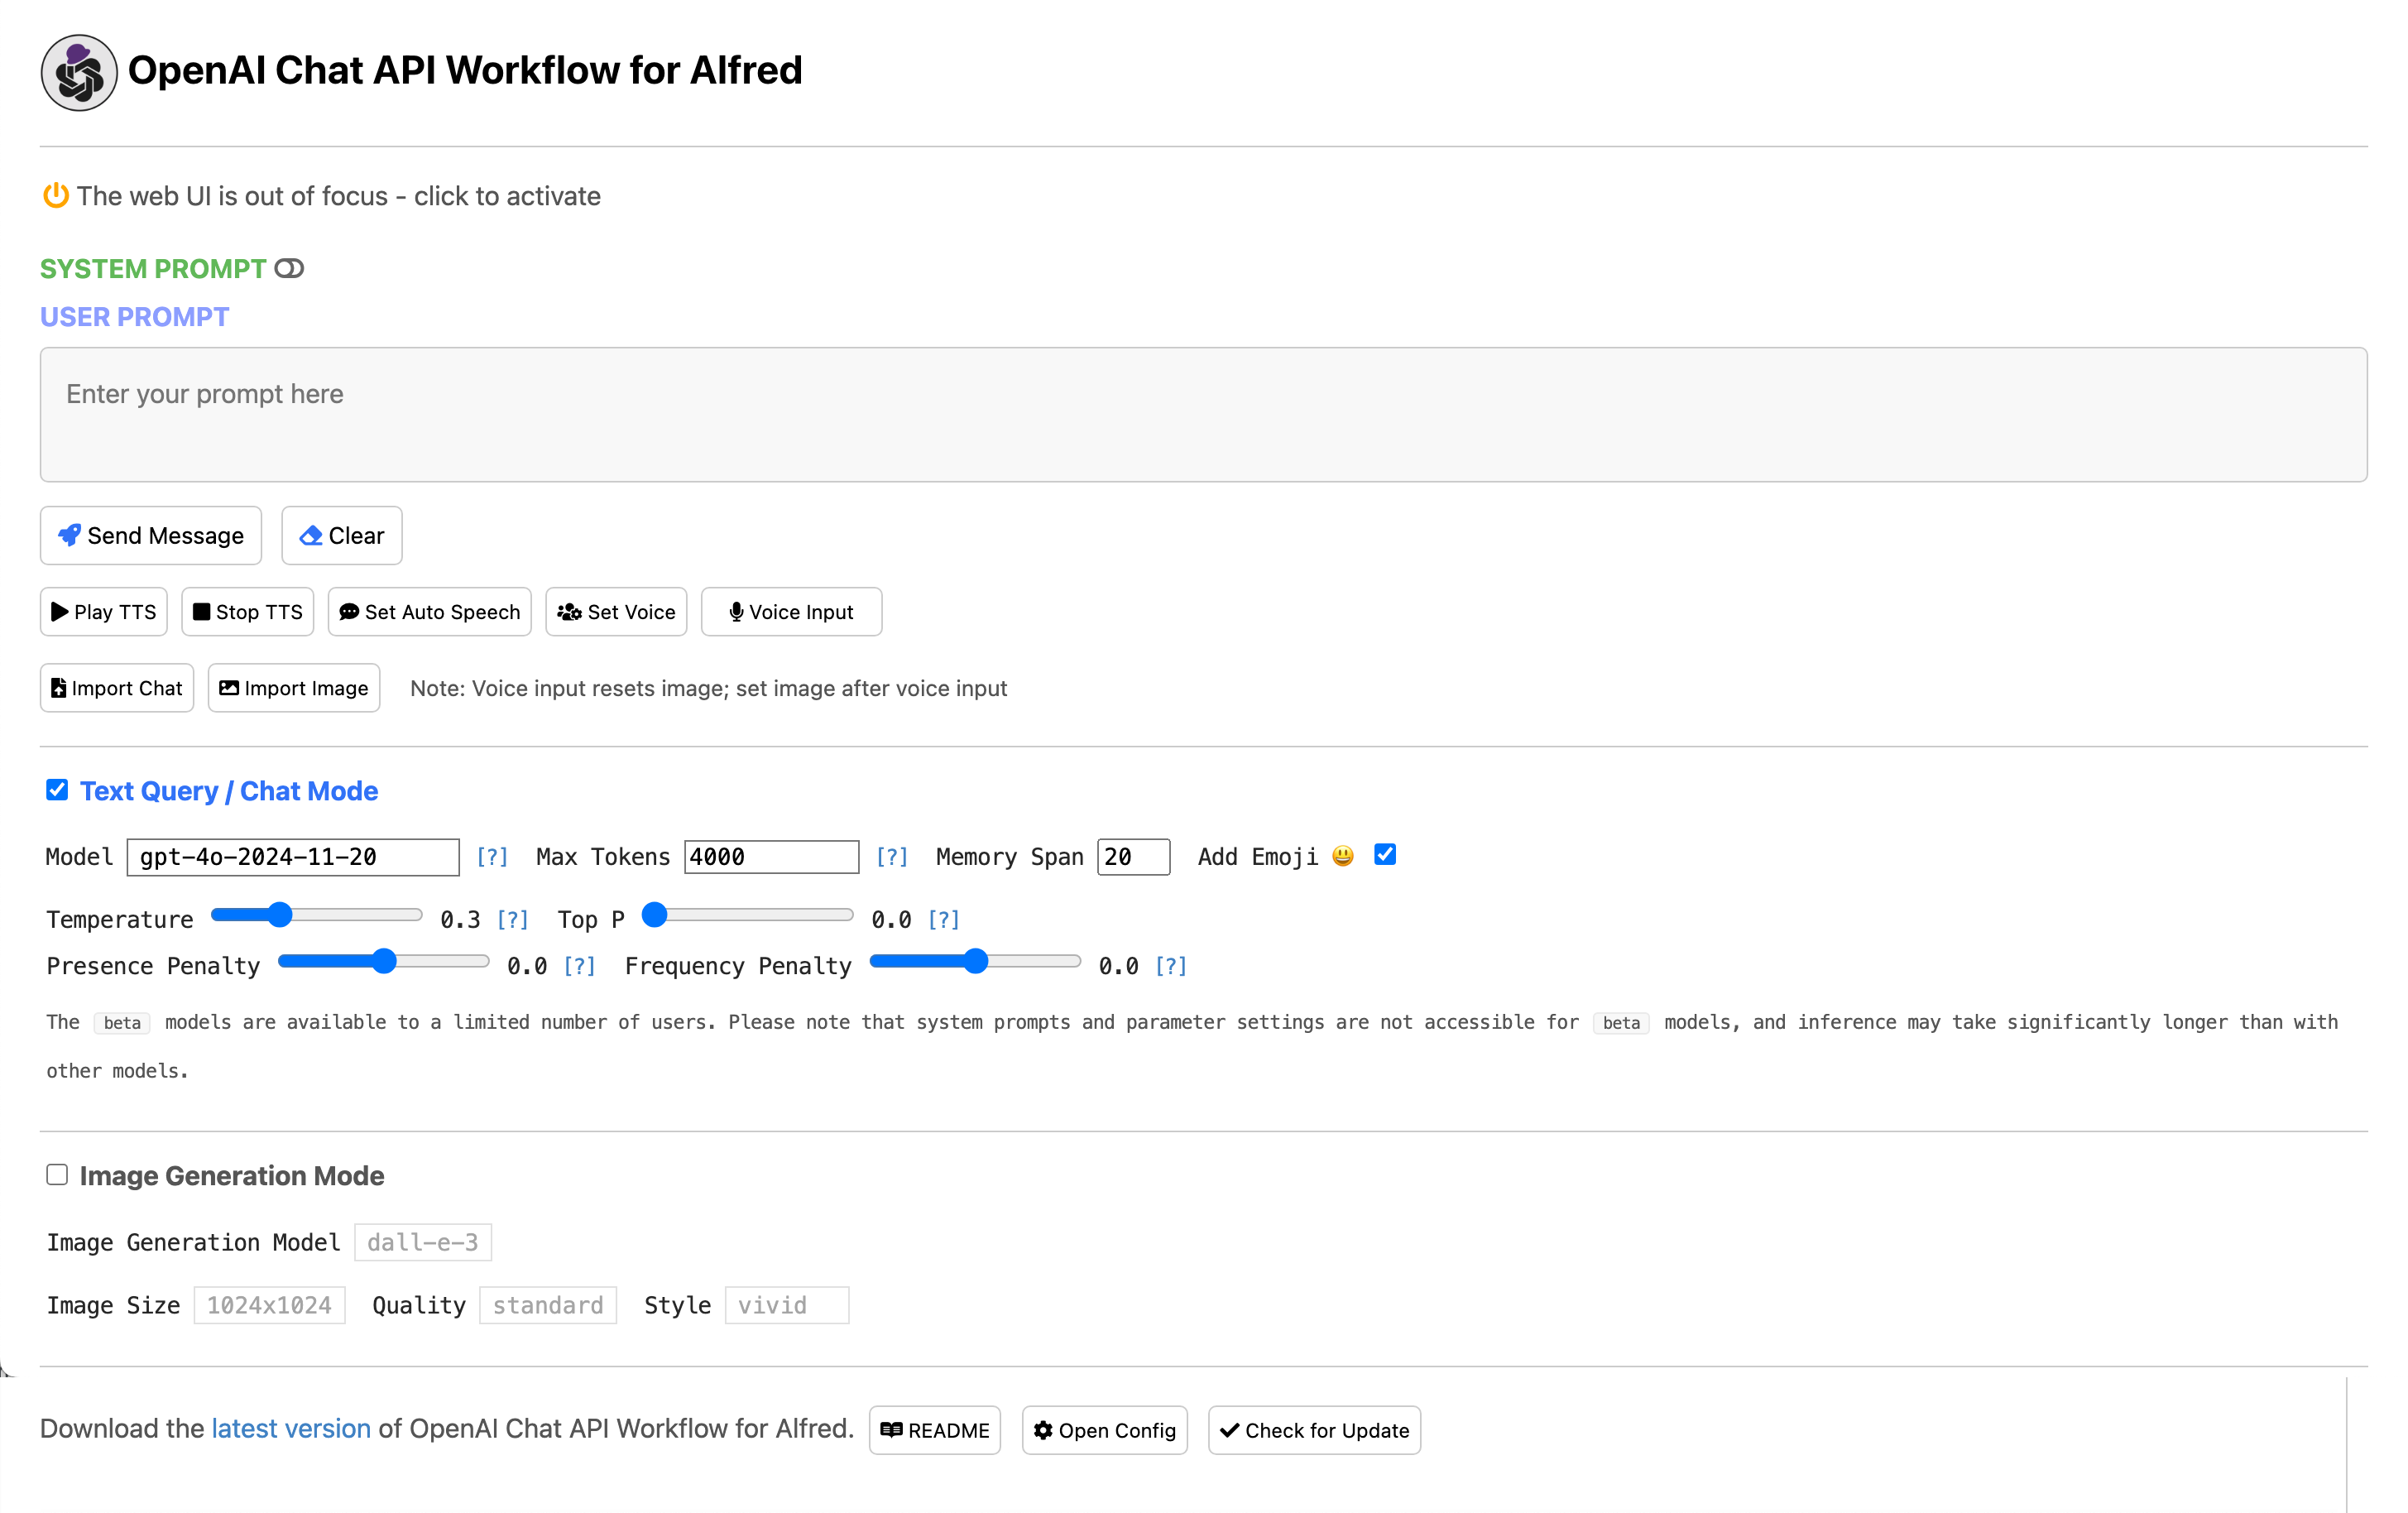 OpenAI Chat API Workflow for Alfred
The web UI is out of focus - click to activate
SYSTEM PROMPT
USER PROMPT
Enter your prompt here
Send Message Clear
Play TTS Stop TTS Set Auto Speech Set Voice Voice Input
Import Chat Import Image Note: Voice input resets image; set image after voice input
Text Query / Chat Mode
Model gpt-4o-2024-11-20 [?] Max Tokens 4000 [?] Memory Span 20 Add Emoji 😃
Temperature 0.3 [?] Top P 0.0 [?]
Presence Penalty 0.0 [?] Frequency Penalty 0.0 [?]
The beta models are available to a limited number of users. Please note that system prompts and parameter settings are not accessible for beta models, and inference may take significantly longer than with
other models.
Image Generation Mode
Image Generation Model dall-e-3
Image Size 1024x1024 Quality standard Style vivid
Download the latest version of OpenAI Chat API Workflow for Alfred. README Open Config Check for Update